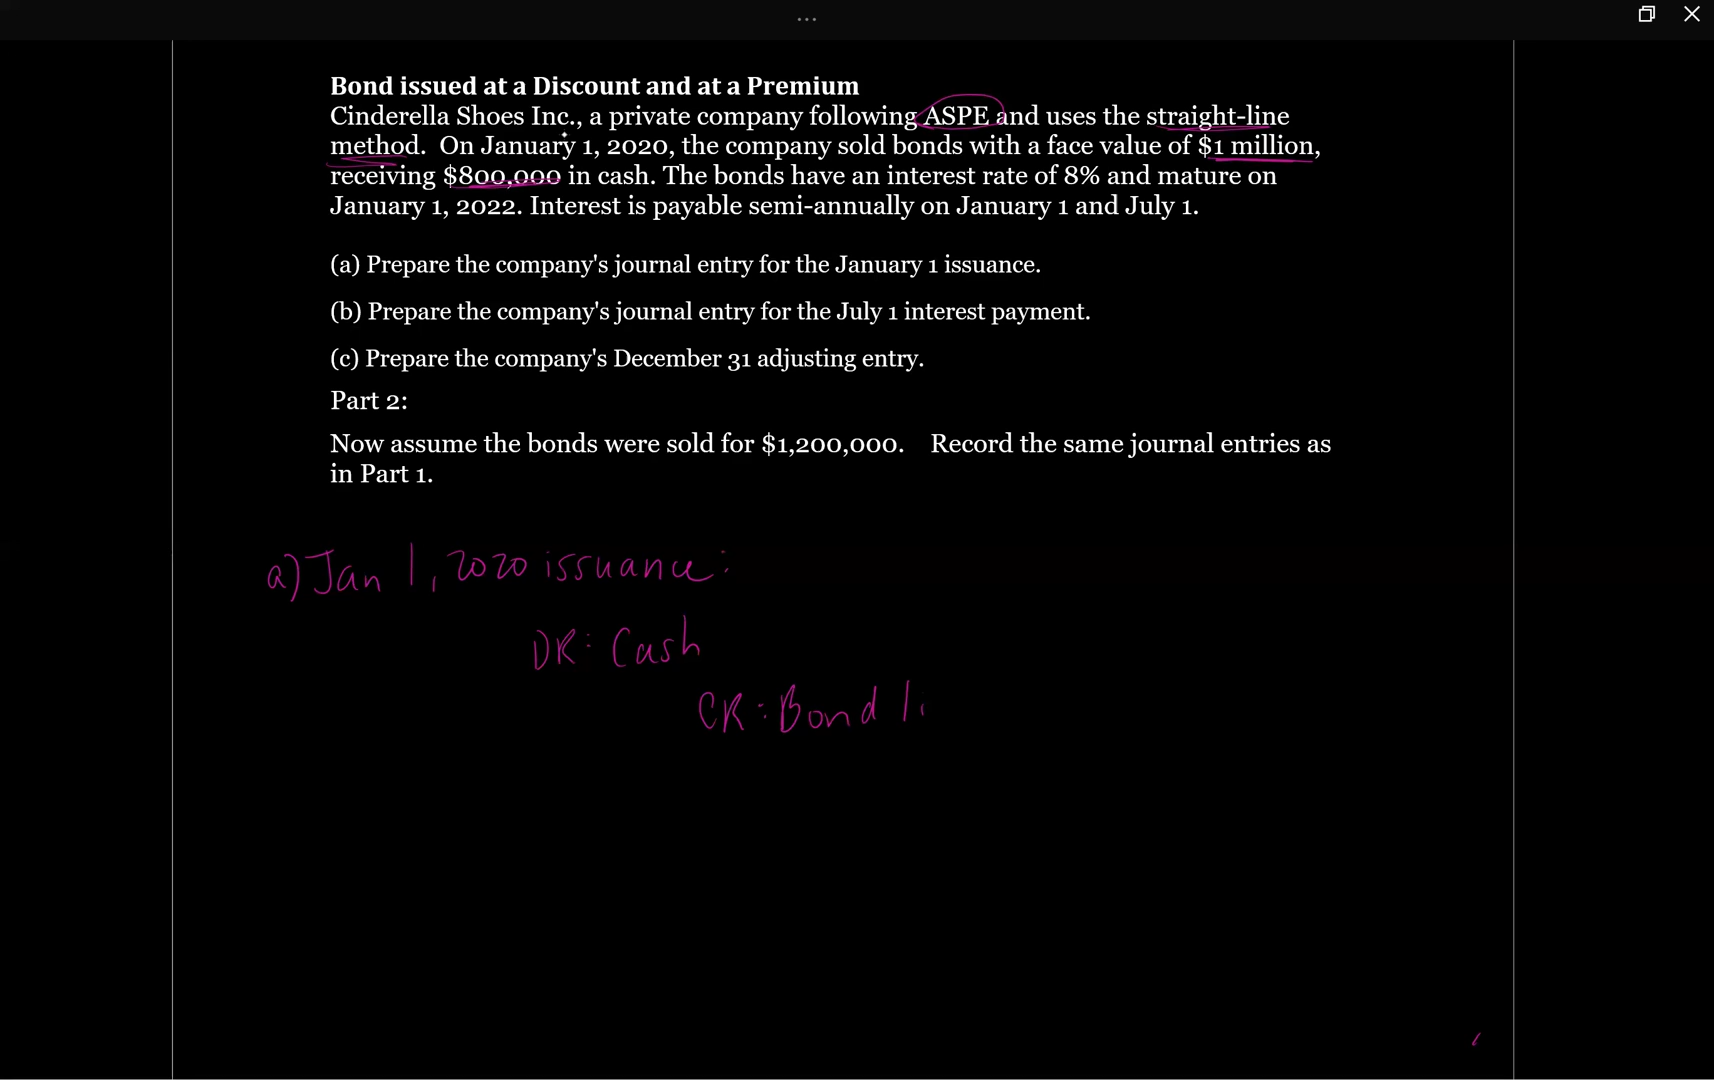 Bond issued at a Discount and at a Premium
Cinderella Shoes Inc., a private company following ASPE and uses the straight-line
method.  On January 1, 2020, the company sold bonds with a face value of $1 million,
receiving $800,000 in cash. The bonds have an interest rate of 8% and mature on
January 1, 2022. Interest is payable semi-annually on January 1 and July 1.
(a) Prepare the company's journal entry for the January 1 issuance.
(b) Prepare the company's journal entry for the July 1 interest payment.
(c) Prepare the company's December 31 adjusting entry.
Part 2:
Now assume the bonds were sold for $1,200,000.    Record the same journal entries as
in Part 1.
a) Jan 1, 2020 issuance:
DR: Cash
CR: Bond li